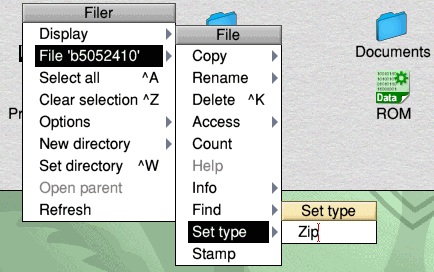 Filer
Display
File 'b5052410'
Select all ^A
Clear selection ^Z
Options
New directory
Set directory ^W
Open parent
Refresh
File
Copy
Rename
Delete ^K
Access
Count
Help
Info
Find
Set type
Stamp
Set type
Zip
Documents
Data
ROM
Pr